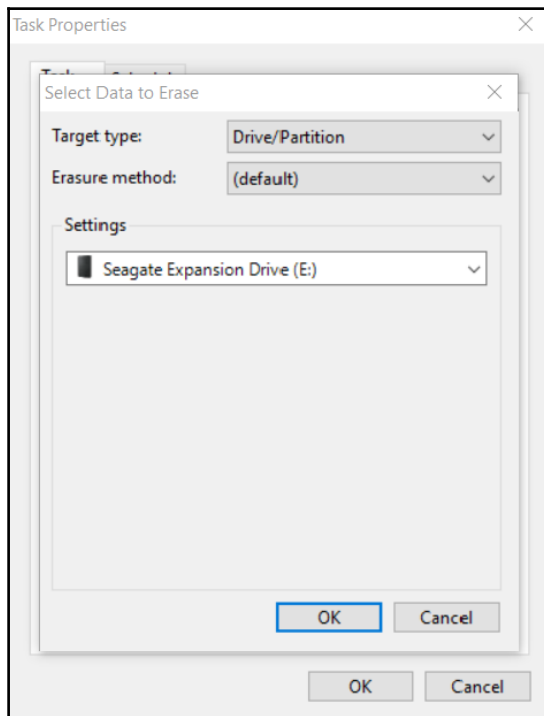 Task Properties
Select Data to Erase
Target type: Drive/Partition
Erasure method: (default)
Settings
Seagate Expansion Drive (E:)
OK Cancel
OK Cancel